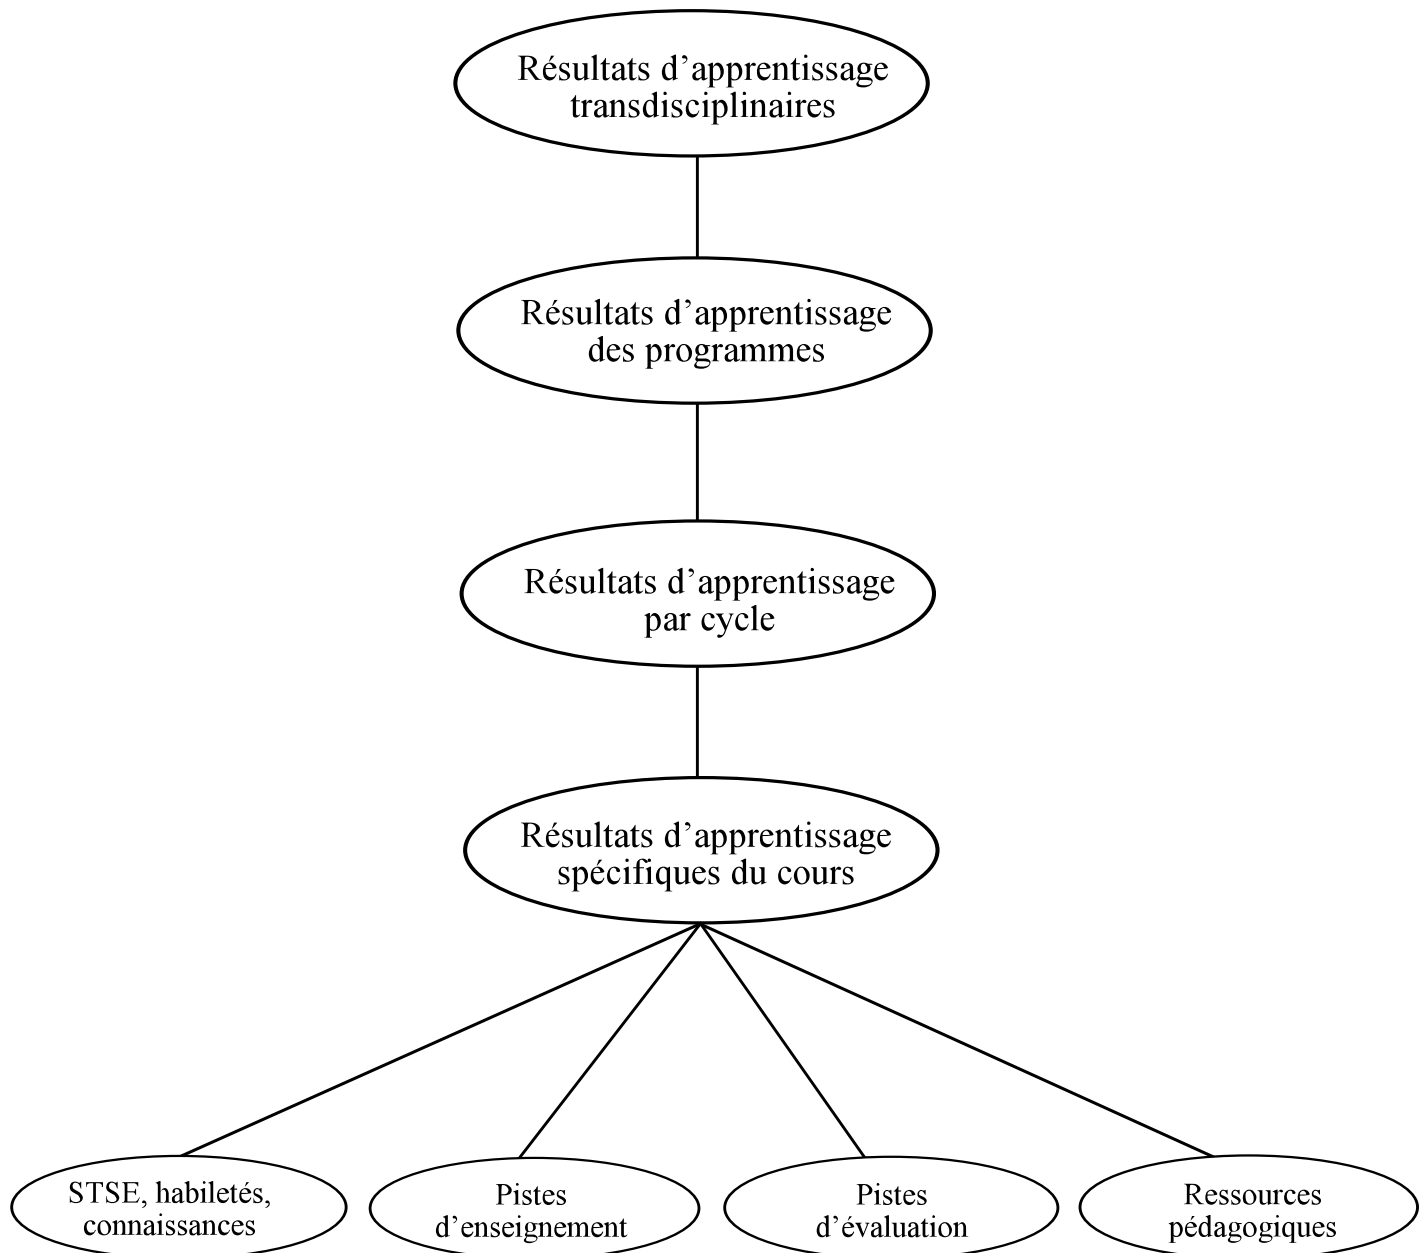 Résultats d’apprentissage
transdisciplinaires
Résultats d’apprentissage
des programmes
Résultats d’apprentissage
par cycle
Résultats d’apprentissage
spécifiques du cours
STSE, habiletés,
connaissances
Pistes
d’enseignement
Pistes
d’évaluation
Ressources
pédagogiques